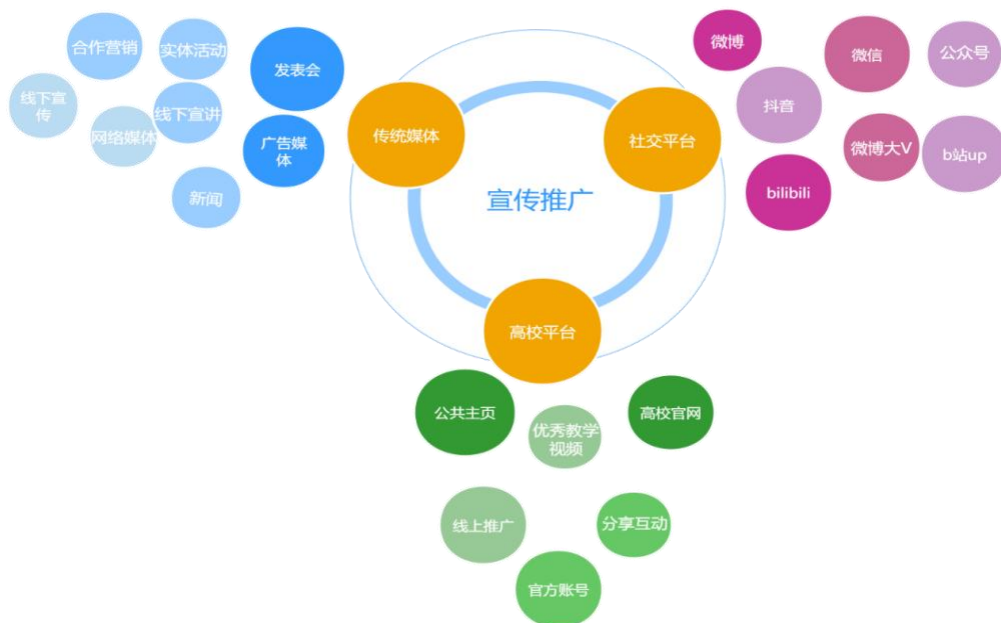 合作营销
实体活动
发表会
线下宣
传
网络媒体
线下宣讲
广告媒
体
新闻
传统媒体
社交平台
宣传推广
高校平台
微博
微信
公众号
抖音
微博大V
b站up
bilibili
公共主页
优秀教学
视频
高校官网
线上推广
分享互动
官方账号